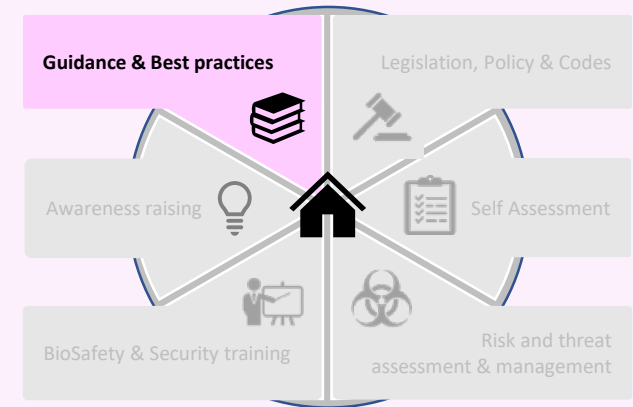 Guidance & Best practices
Legislation, Policy & Codes
Awareness raising
Self Assessment
BioSafety & Security training
Risk and threat
assessment & management